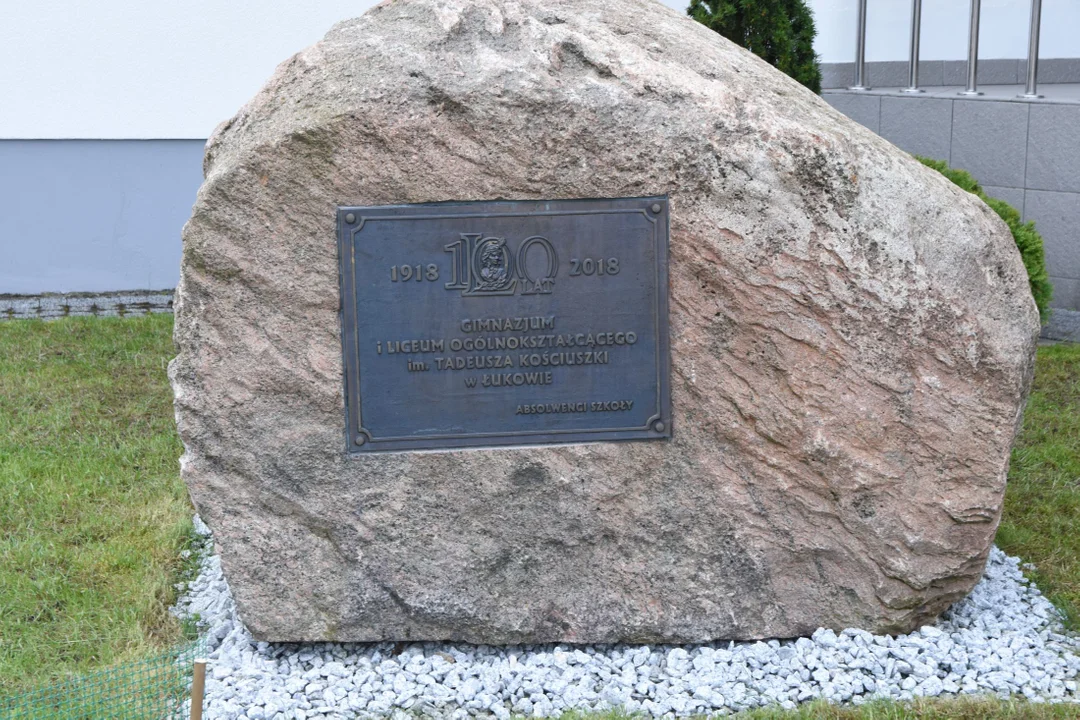 1918 100 LAT 2018
GIMNAZJUM
i LICEUM OGÓLNOKSZTAŁCĄCEGO
im. TADEUSZA KOŚCIUSZKI
w ŁUKOWIE
ABSOLWENCI SZKOŁY